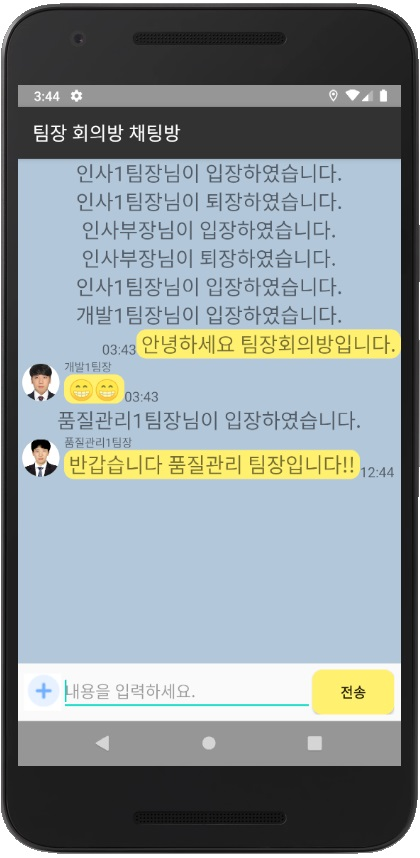 3:44
팀장 회의방 채팅방
인사1팀장님이 입장하였습니다.
인사1팀장님이 퇴장하였습니다.
인사부장님이 입장하였습니다.
인사부장님이 퇴장하였습니다.
인사1팀장님이 입장하였습니다.
개발1팀장님이 입장하였습니다.
03:43 안녕하세요 팀장회의방입니다.
개발1팀장
😁😁 03:43
품질관리1팀장님이 입장하였습니다.
품질관리1팀장
반갑습니다 품질관리 팀장입니다!! 12:44
내용을 입력하세요. 전송